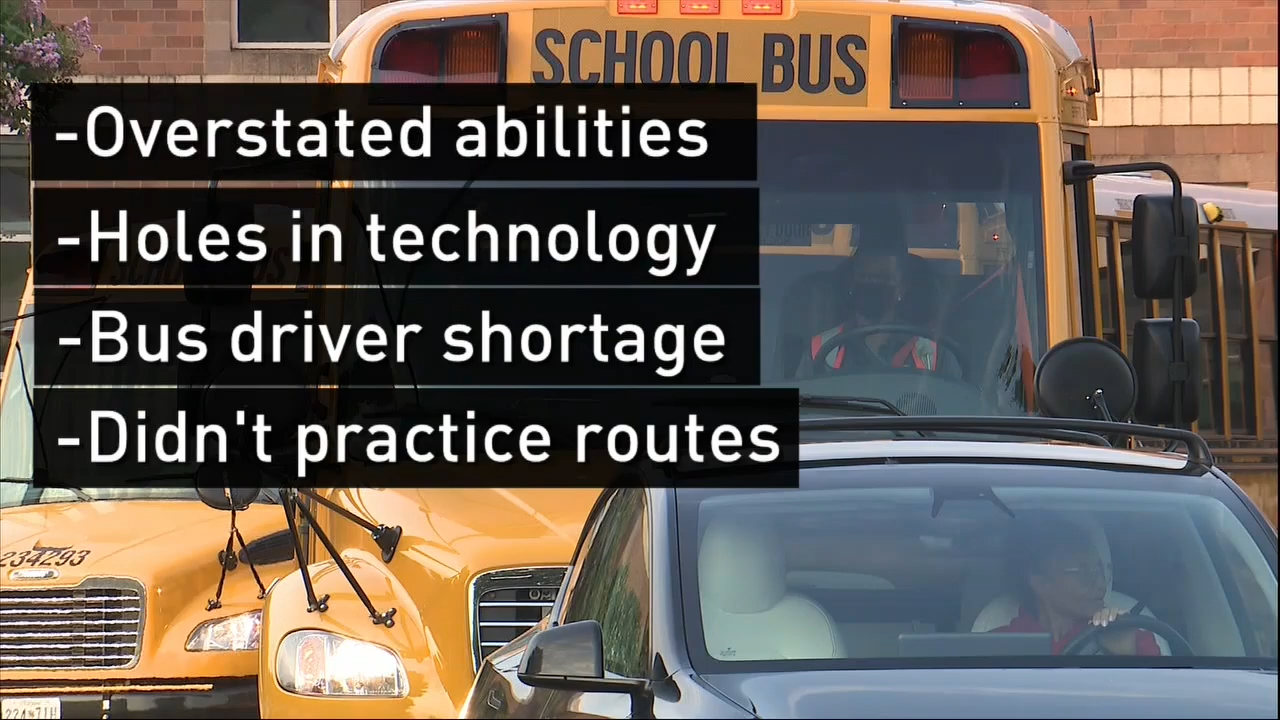 SCHOOL BUS
-Overstated abilities
-Holes in technology
-Bus driver shortage
-Didn't practice routes
234293